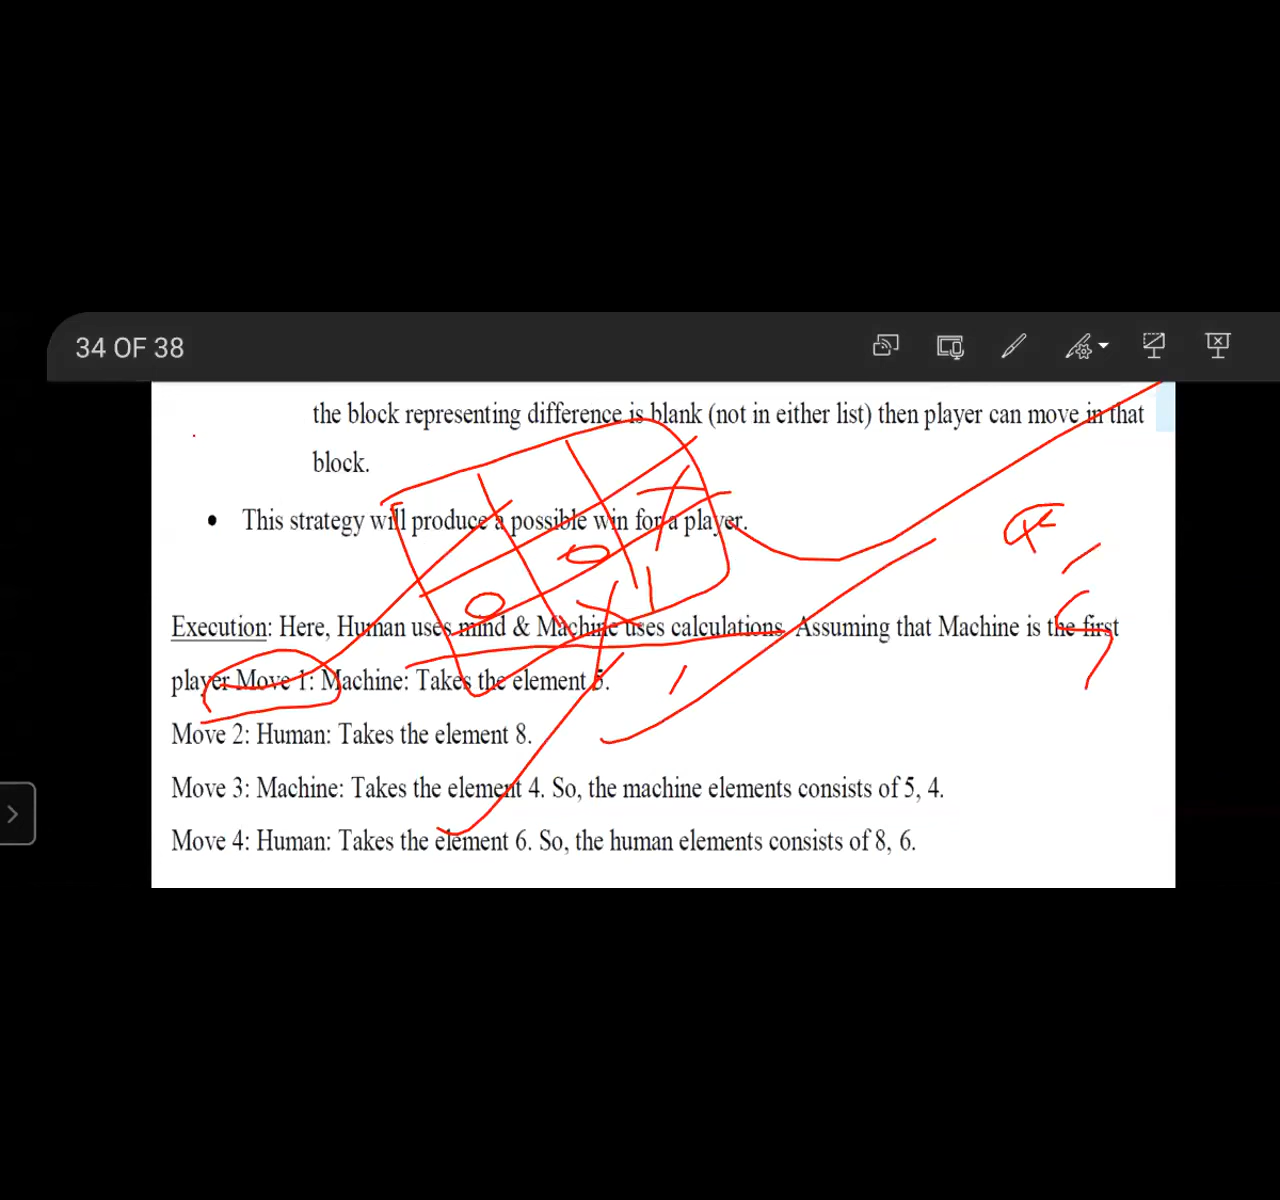 34 OF 38
the block representing difference is blank (not in either list) then player can move in that
block.
• This strategy will produce a possible win for a player.
Execution: Here, Human uses mind & Machine uses calculations. Assuming that Machine is the first
player Move 1: Machine: Takes the element 5.
Move 2: Human: Takes the element 8.
Move 3: Machine: Takes the element 4. So, the machine elements consists of 5, 4.
Move 4: Human: Takes the element 6. So, the human elements consists of 8, 6.